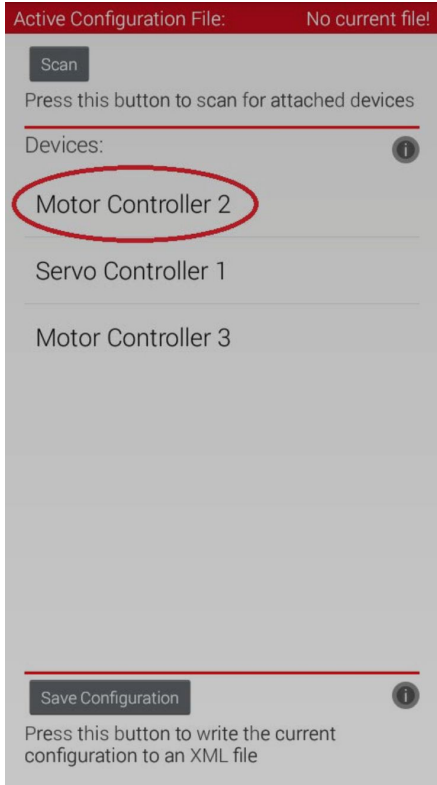 Active Configuration File: No current file!
Scan
Press this button to scan for attached devices
Devices:
Motor Controller 2
Servo Controller 1
Motor Controller 3
Save Configuration
Press this button to write the current
configuration to an XML file